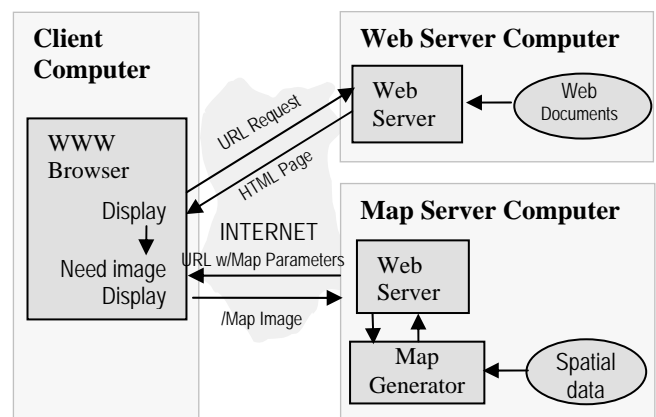 Client
Computer
WWW
Browser
Display
Need image
Display
URL Request
HTML Page
INTERNET
URL w/Map Parameters
/Map Image
Web Server Computer
Web
Server
Web
Documents
Map Server Computer
Web
Server
Map
Generator
Spatial
data